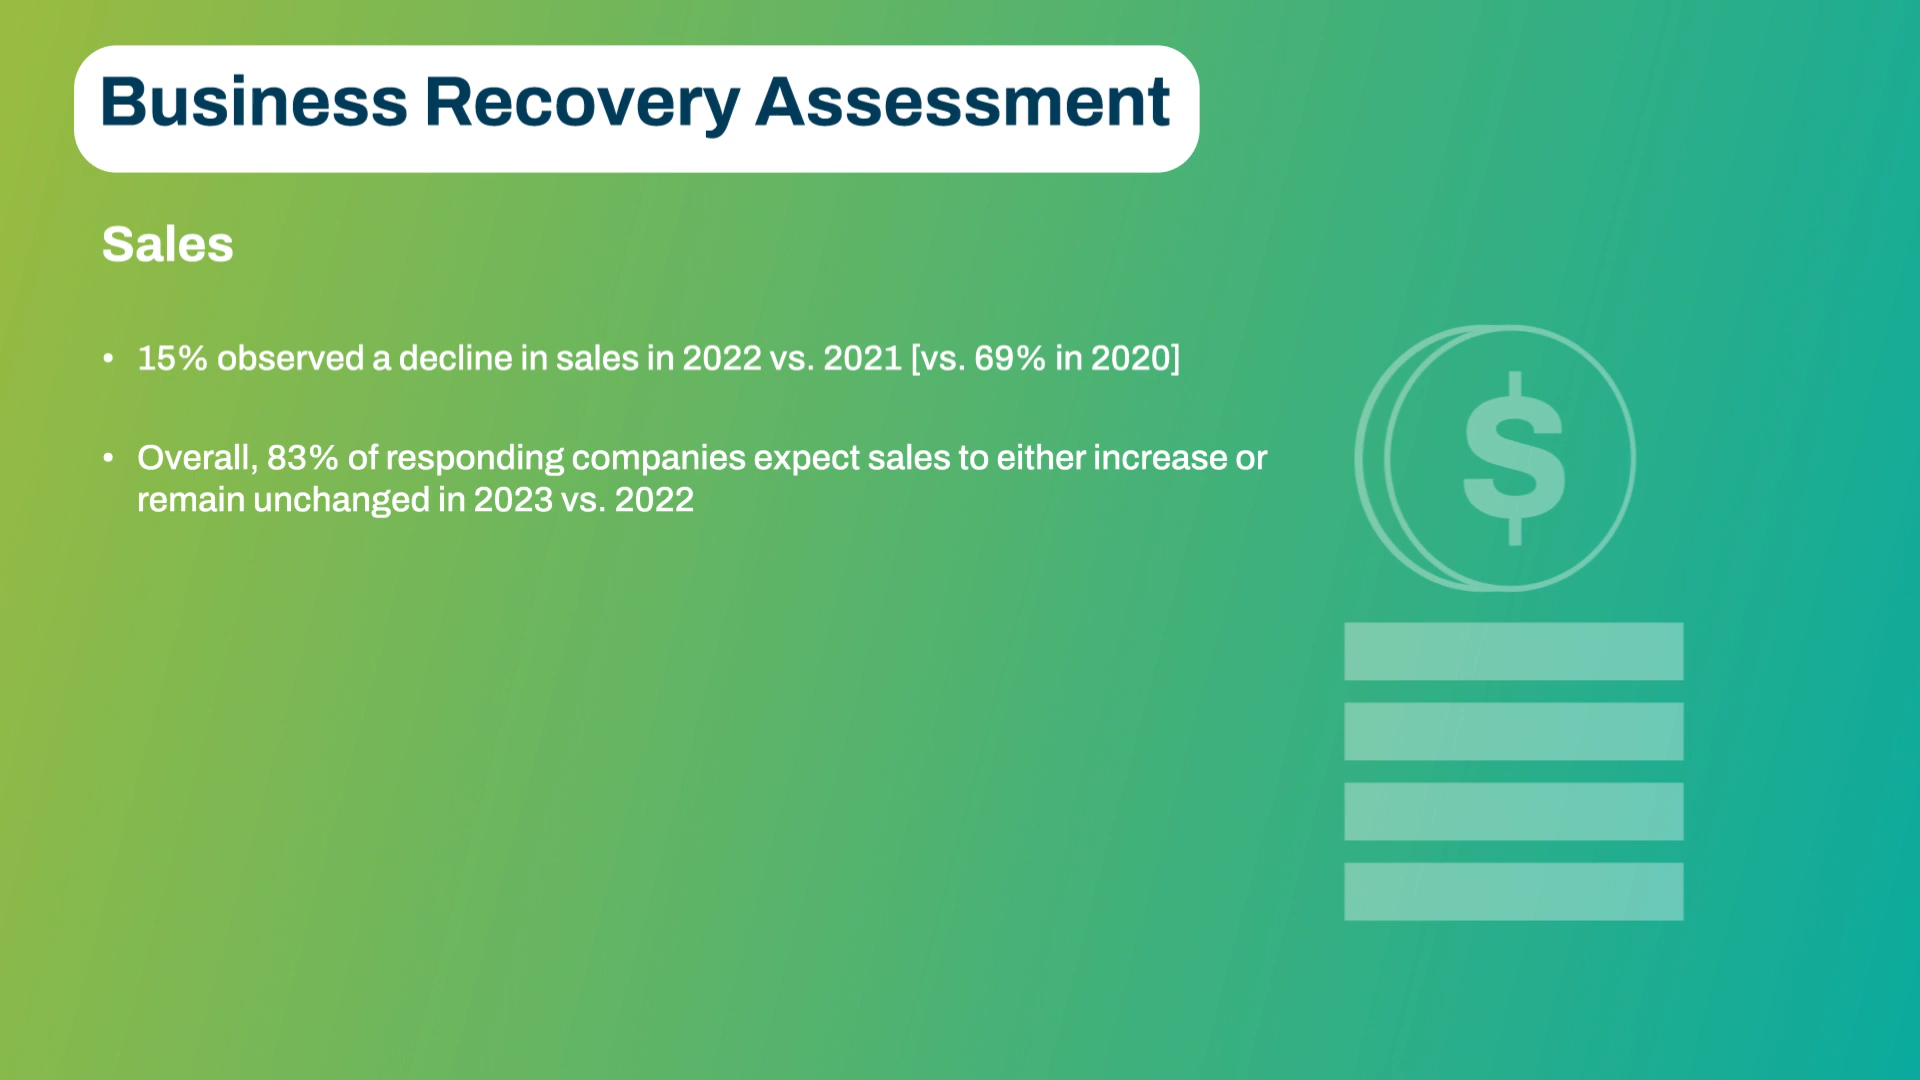 Business Recovery Assessment
Sales
• 15% observed a decline in sales in 2022 vs. 2021 [vs. 69% in 2020]
• Overall, 83% of responding companies expect sales to either increase or
remain unchanged in 2023 vs. 2022
$